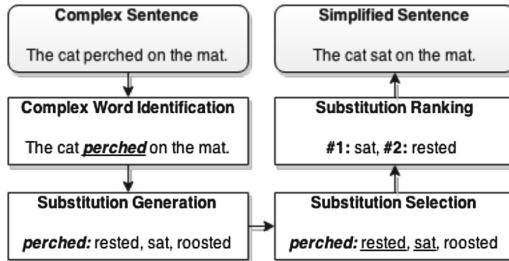 Complex Sentence
The cat perched on the mat.
Complex Word Identification
The cat perched on the mat.
Substitution Generation
perched: rested, sat, roosted
Substitution Selection
perched: rested, sat, roosted
Substitution Ranking
#1: sat, #2: rested
Simplified Sentence
The cat sat on the mat.